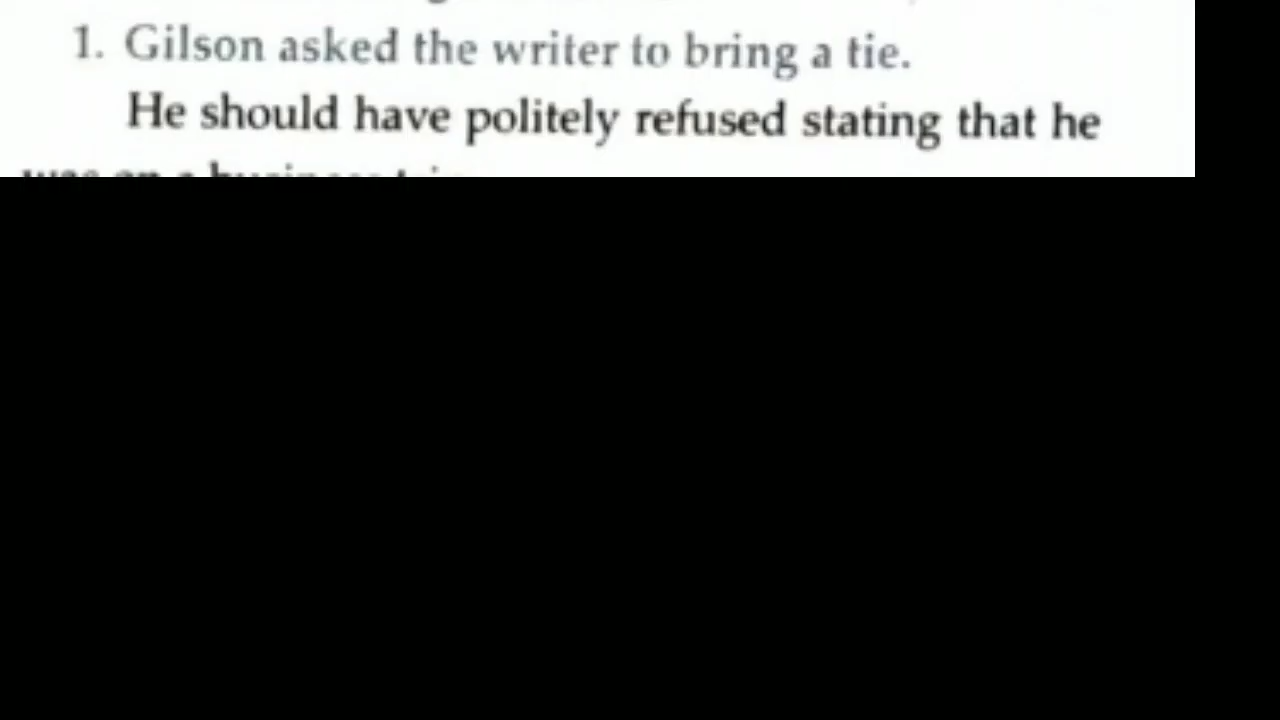 1. Gilson asked the writer to bring a tie.
He should have politely refused stating that he